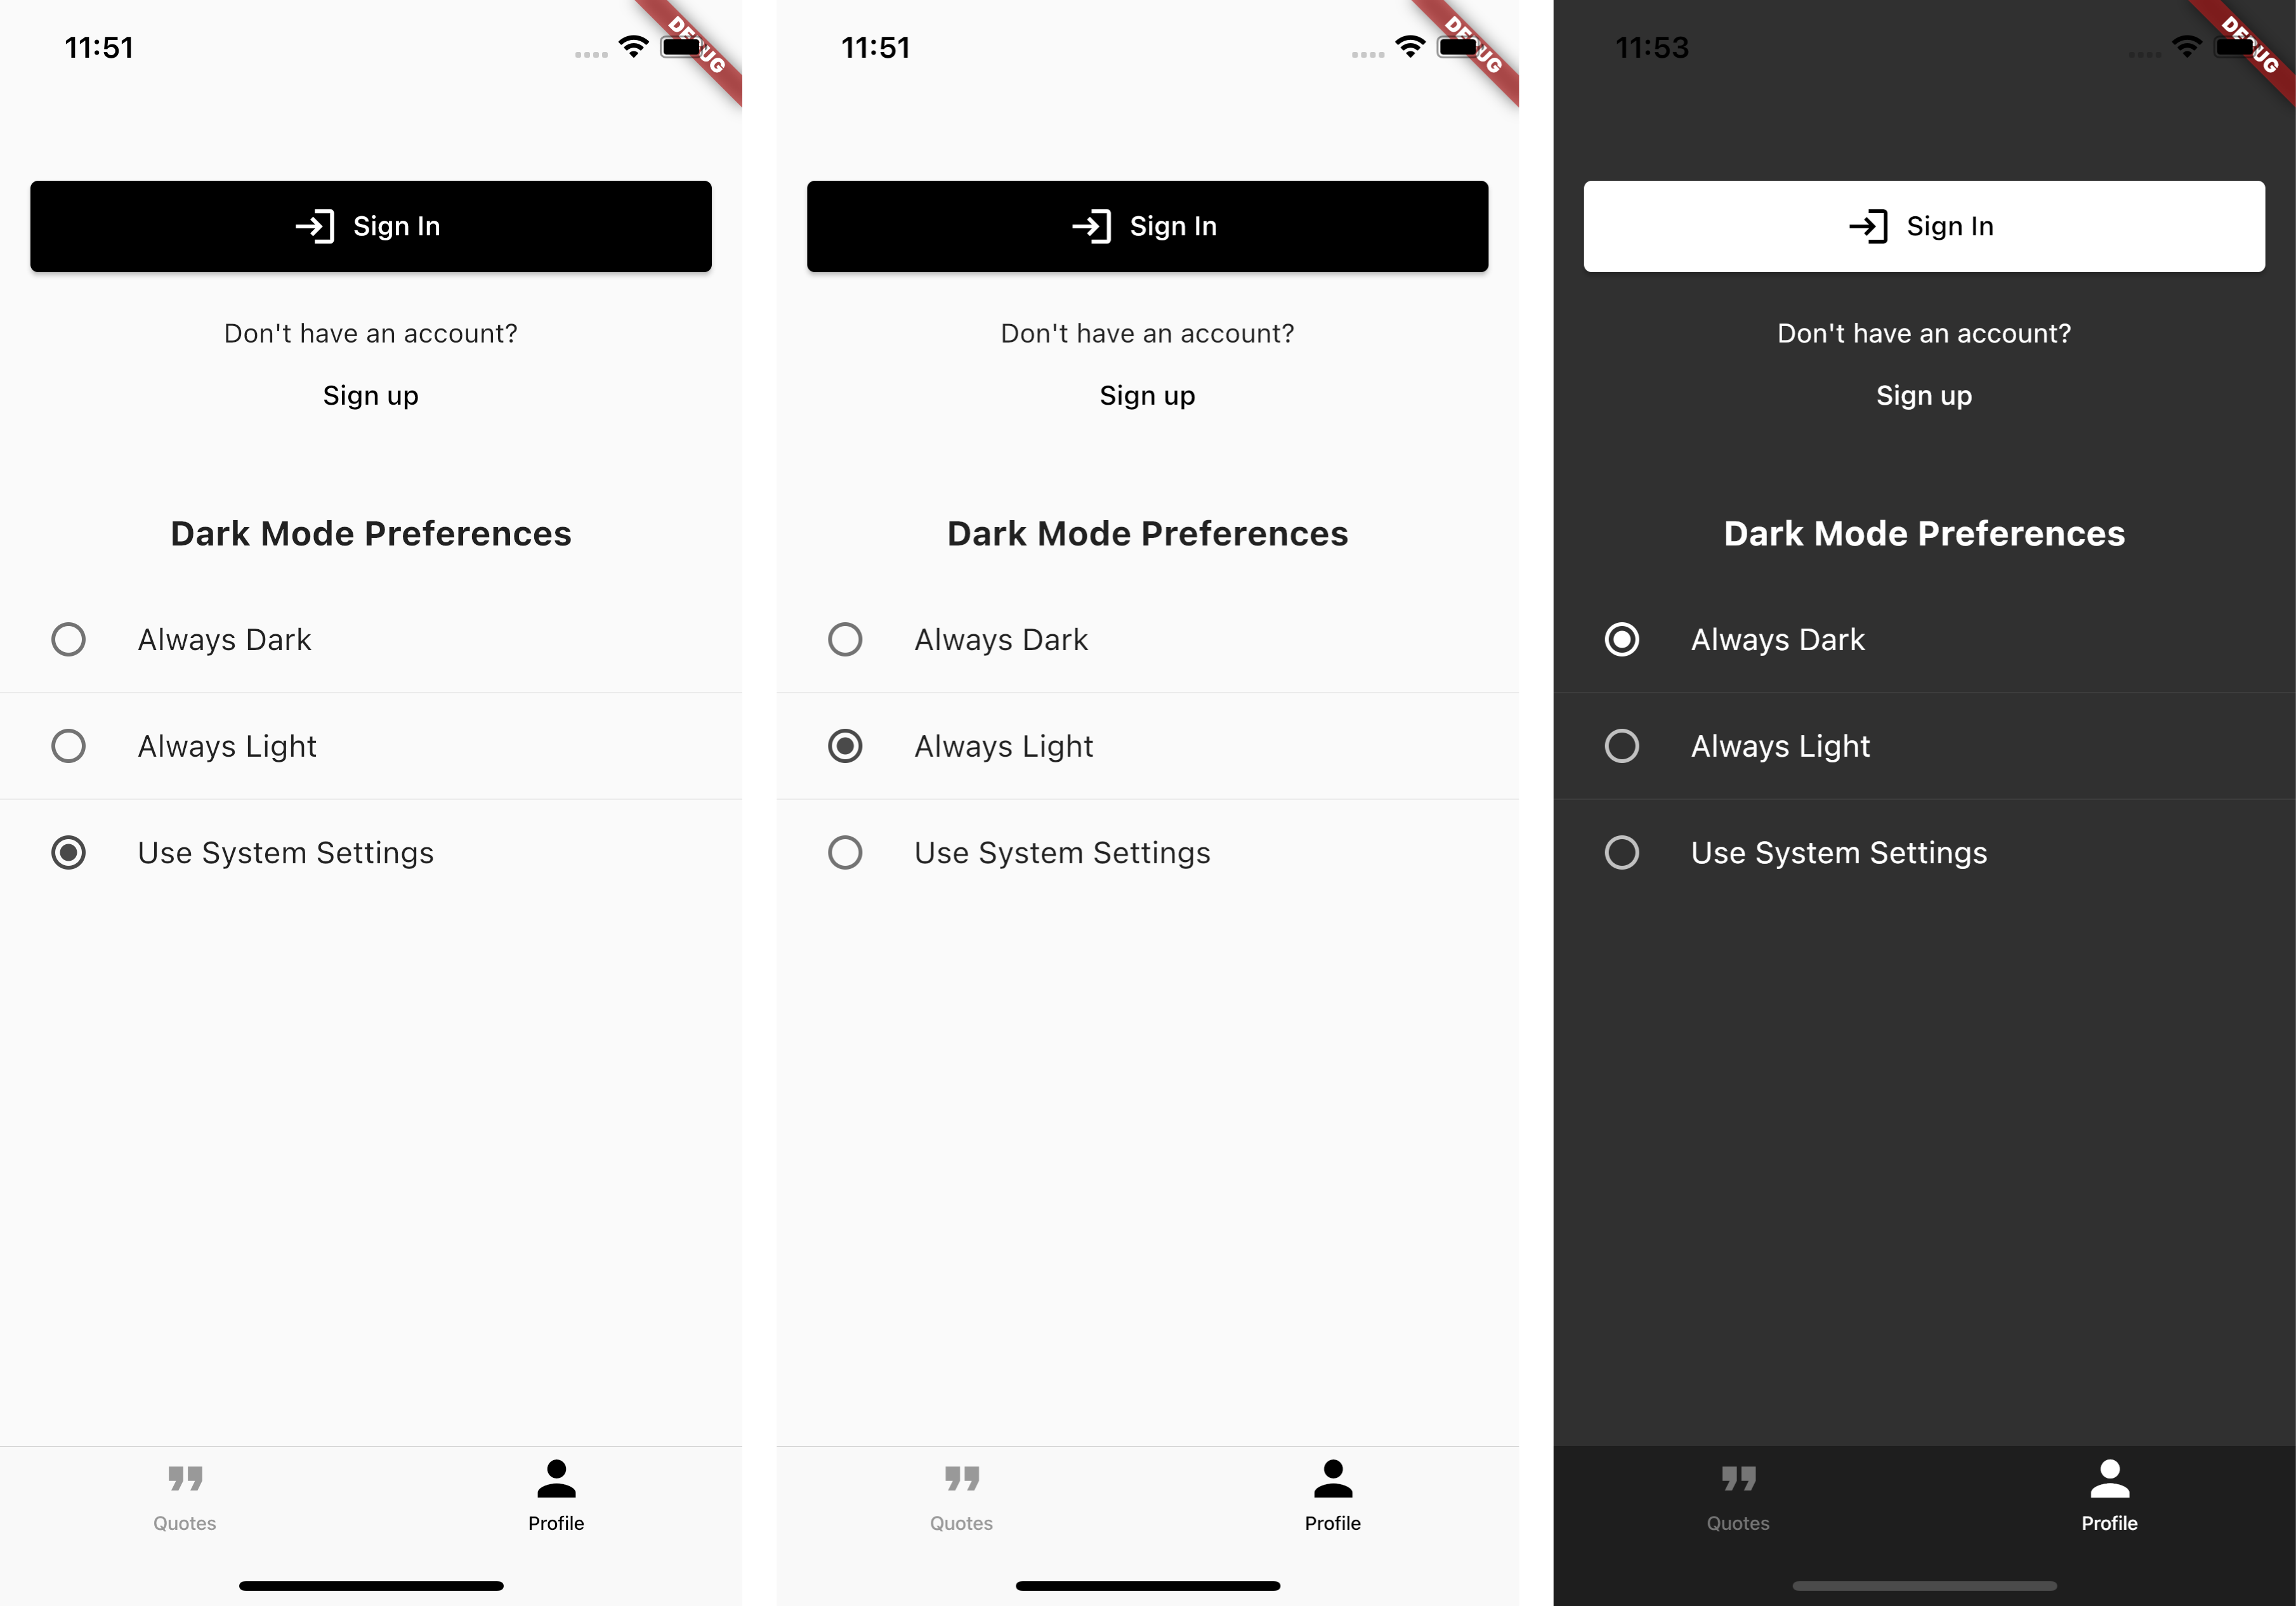 11:51
DEBUG
Sign In
Don't have an account?
Sign up
Dark Mode Preferences
Always Dark
Always Light
Use System Settings
Quotes
Profile
11:51
DEBUG
Sign In
Don't have an account?
Sign up
Dark Mode Preferences
Always Dark
Always Light
Use System Settings
Quotes
Profile
11:53
DEBUG
Sign In
Don't have an account?
Sign up
Dark Mode Preferences
Always Dark
Always Light
Use System Settings
Quotes
Profile